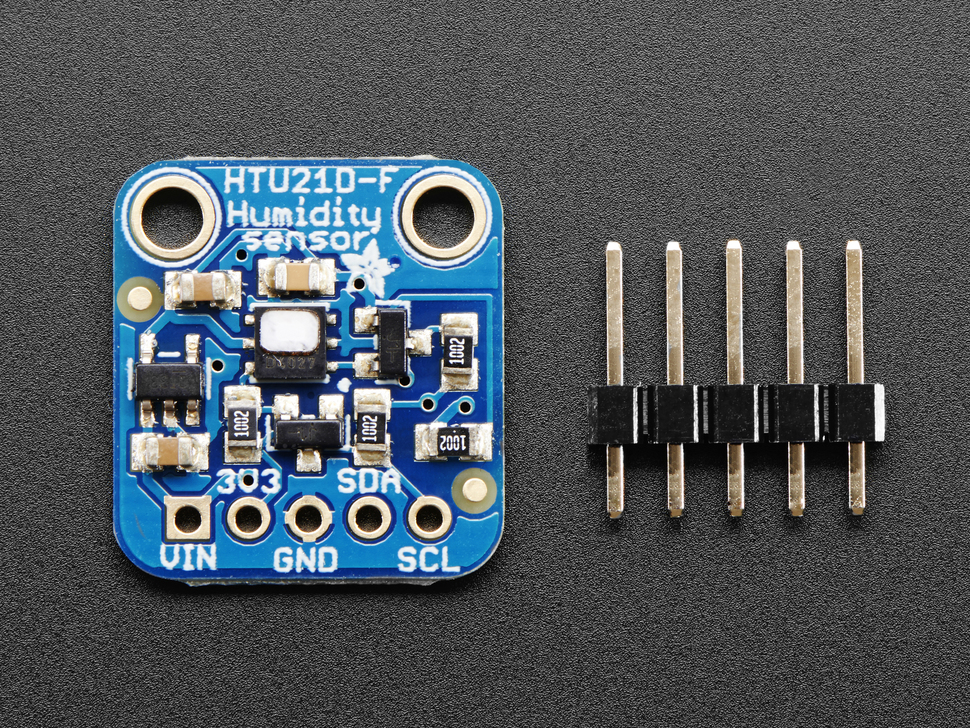 HTU21D-F
Humidity
sensor
1002
1002
1002
1002
3V3 SDA
VIN GND SCL